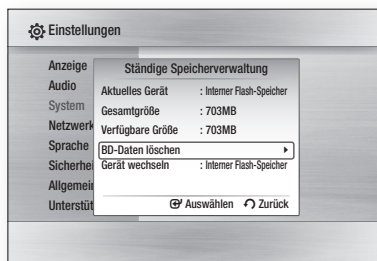 Einstellungen
Anzeige
Audio
System
Netzwerk
Sprache
Sicherhei
Allgemein
Unterstüt
Ständige Speicherverwaltung
Aktuelles Gerät : Interner Flash-Speicher
Gesamtgröße : 703MB
Verfügbare Größe : 703MB
BD-Daten löschen
Gerät wechseln : Interner Flash-Speicher
Auswählen Zurück